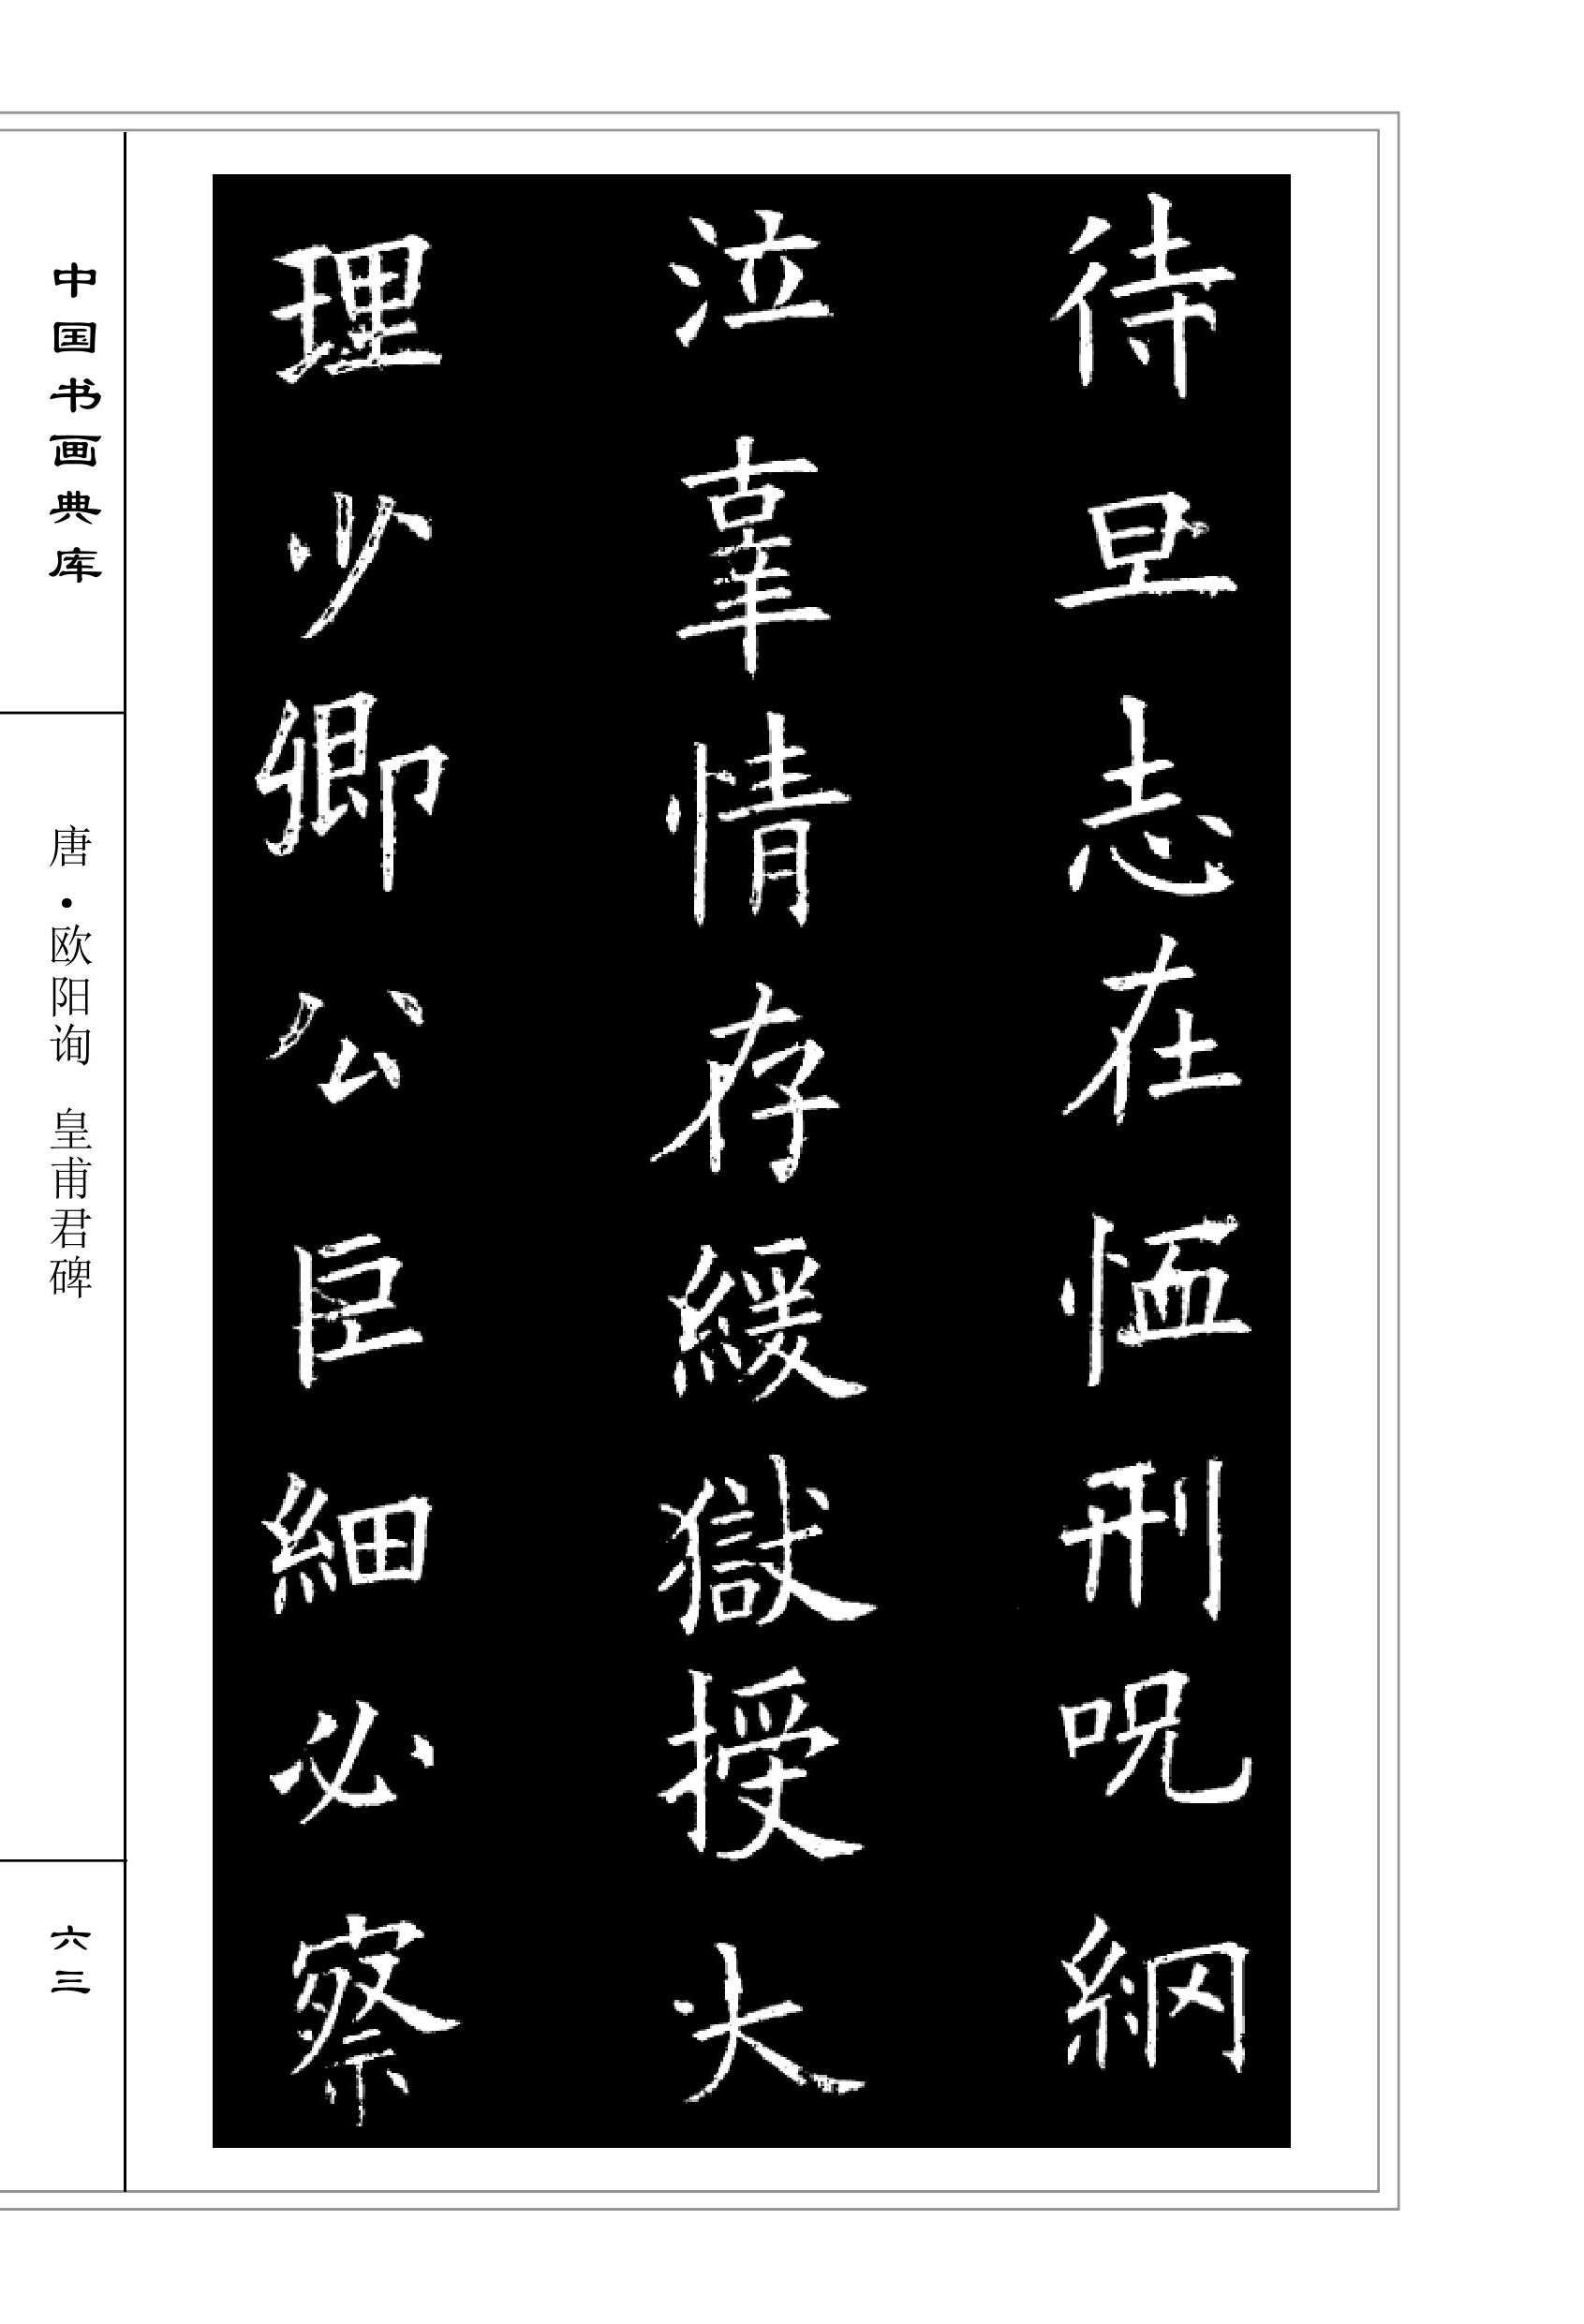 待旦志在恤刑呪網
泣辜情存緩獄授大
理少卿公巨細必察
中国书画典库
唐·欧阳询 皇甫君碑
六三